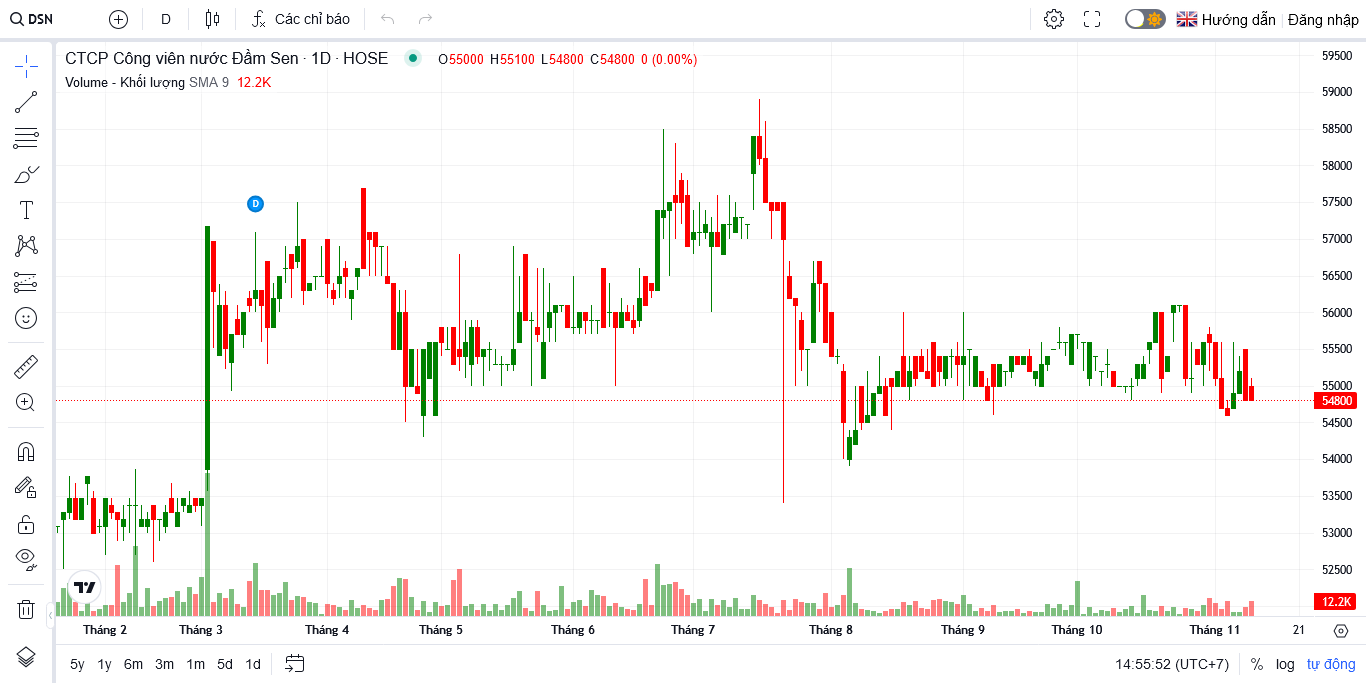 DSN D Các chỉ báo Hướng dẫn Đăng nhập
CTCP Công viên nước Đầm Sen · 1D · HOSE O55000 H55100 L54800 C54800 0 (0.00%)
Volume - Khối lượng SMA 9 12.2K
D
59500
59000
58500
58000
57500
57000
56500
56000
55500
55000
54800
54500
54000
53500
53000
52500
12.2K
Tháng 2 Tháng 3 Tháng 4 Tháng 5 Tháng 6 Tháng 7 Tháng 8 Tháng 9 Tháng 10 Tháng 11 21
5y 1y 6m 3m 1m 5d 1d 14:55:52 (UTC+7) % log tự động